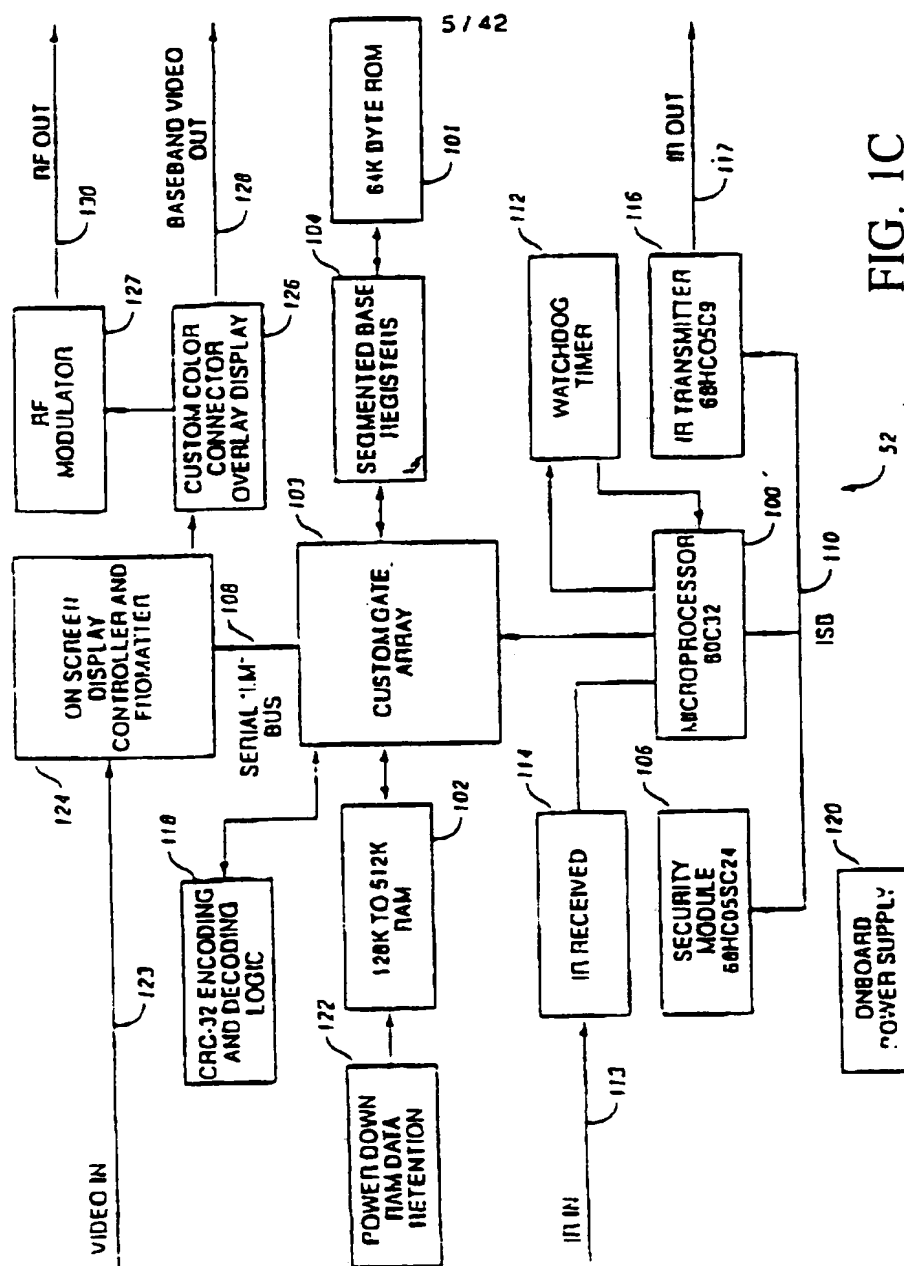 5/42
VIDEO IN
123
124
ON SCREEN
DISPLAY
CONTROLLER AND
FROMATTER
RF
MODULATOR
127
RF OUT
130
CUSTOM COLOR
CONNECTOR
OVERLAY DISPLAY
126
BASEBAND VIDEO
OUT
128
118
CRC-32 ENCODING
AND DECODING
LOGIC
SERIAL "I.M"
BUS
108
POWER DOWN
RAM DATA
RETENTION
122
128K TO 512K
RAM
102
CUSTOM GATE
ARRAY
103
SEGMENTED BASE
REGISTERS
104
64K BYTE ROM
101
IR IN
113
IR RECEIVED
114
WATCHDOG
TIMER
112
SECURITY
MODULE
68HC05SC24
106
MICROPROCESSOR
80C32
100'
IR TRANSMITTER
68HC05C9
116
IR OUT
117
ISB
110
ONBOARD
POWER SUPPLY
120
52
FIG. 1C